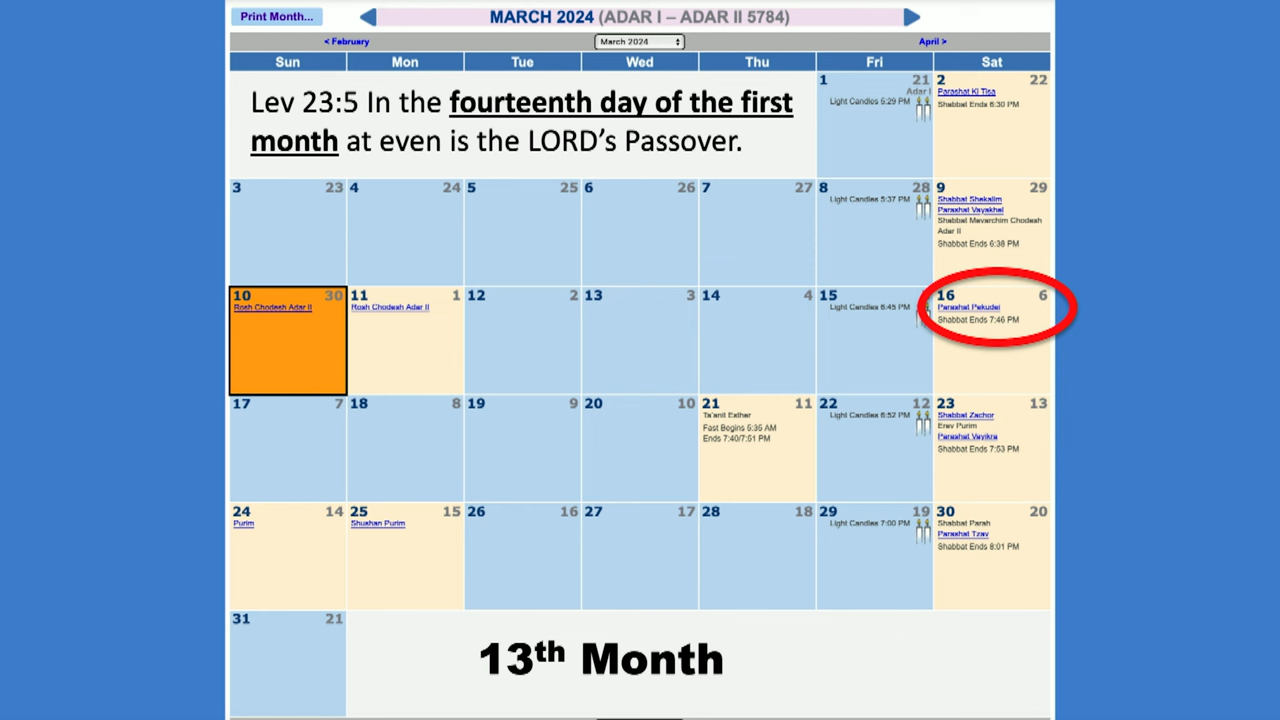 Print Month...
MARCH 2024 (ADAR I – ADAR II 5784)
< February
March 2024
April >
Sun Mon Tue Wed Thu Fri Sat
Lev 23:5 In the fourteenth day of the first
month at even is the LORD's Passover.
1 21
Adar I
Light Candles 5:29 PM
2 22
Parashat Ki Tisa
Shabbat Ends 6:30 PM
3 23
4 24
5 25
6 26
7 27
8 28
Light Candles 5:37 PM
9 29
Shabbat Shekalim
Parashat Vayakhel
Shabbat Mevarchim Chodesh
Adar II
Shabbat Ends 6:38 PM
10 30
Rosh Chodesh Adar II
11 1
Rosh Chodesh Adar II
12 2
13 3
14 4
15
Light Candles 6:45 PM
16 6
Parashat Pekudei
Shabbat Ends 7:46 PM
17 7
18 8
19 9
20 10
21 11
Ta'anit Esther
Fast Begins 5:35 AM
Ends 7:40/7:51 PM
22 12
Light Candles 6:52 PM
23 13
Shabbat Zachor
Erev Purim
Parashat Vayikra
Shabbat Ends 7:53 PM
24 14
Purim
25 15
Shushan Purim
26 16
27 17
28 18
29 19
Light Candles 7:00 PM
30 20
Shabbat Parah
Parashat Tzav
Shabbat Ends 8:01 PM
31 21
13th Month